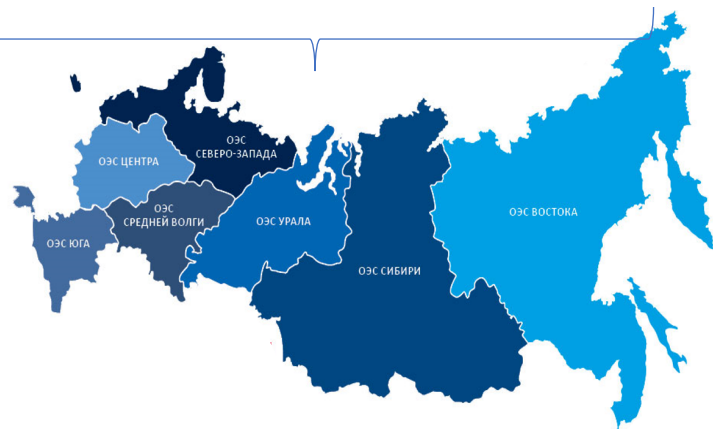 ОЭС
СЕВЕРО-ЗАПАДА
ОЭС ЦЕНТРА
ОЭС
СРЕДНЕЙ ВОЛГИ
ОЭС ЮГА
ОЭС УРАЛА
ОЭС СИБИРИ
ОЭС ВОСТОКА